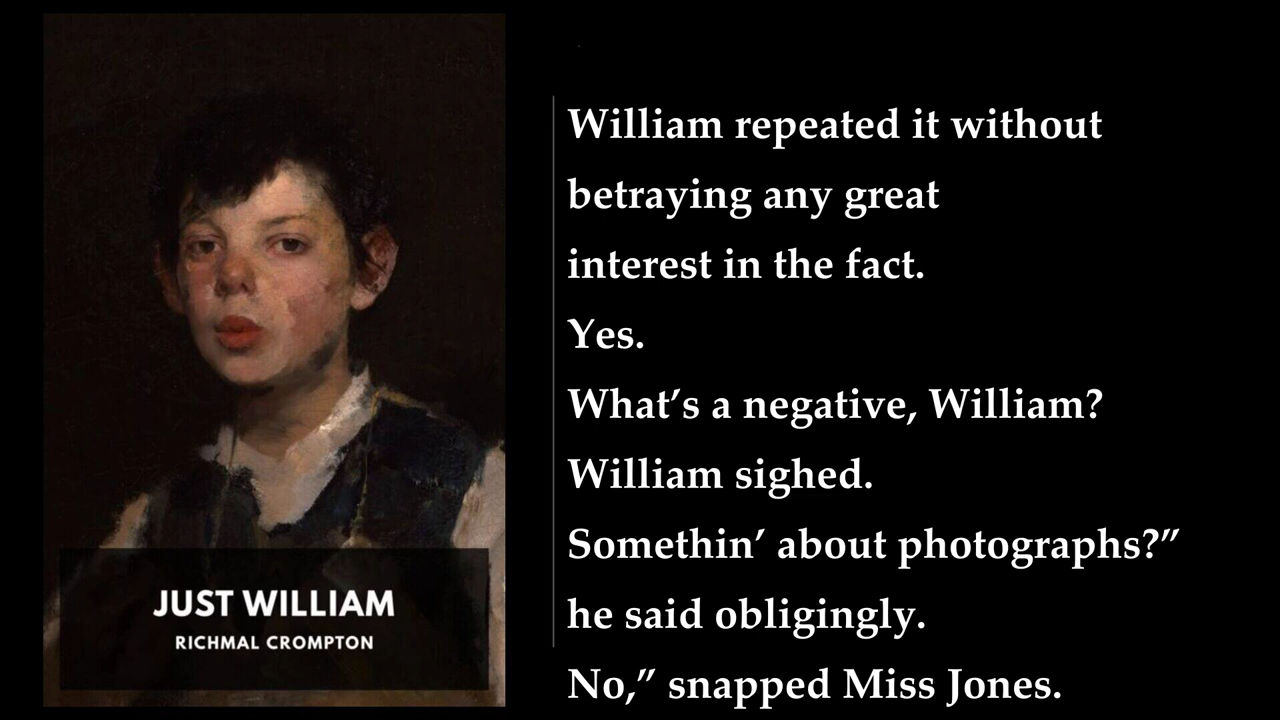 JUST WILLIAM
RICHMAL CROMPTON
William repeated it without
betraying any great
interest in the fact.
Yes.
What’s a negative, William?
William sighed.
Somethin’ about photographs?”
he said obligingly.
No,” snapped Miss Jones.